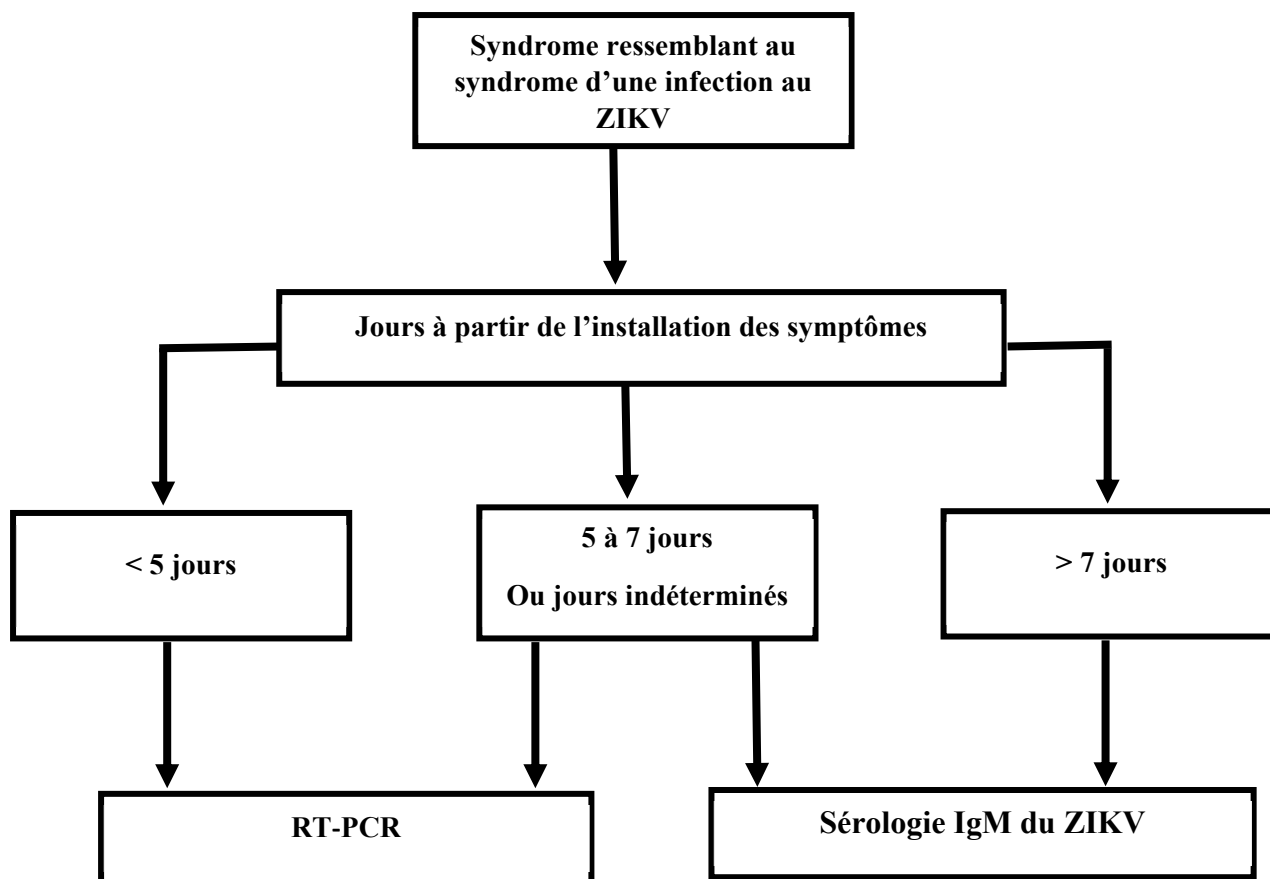 Syndrome ressemblant au
syndrome d’une infection au
ZIKV
Jours à partir de l’installation des symptômes
< 5 jours
5 à 7 jours
Ou jours indéterminés
> 7 jours
RT-PCR
Sérologie IgM du ZIKV